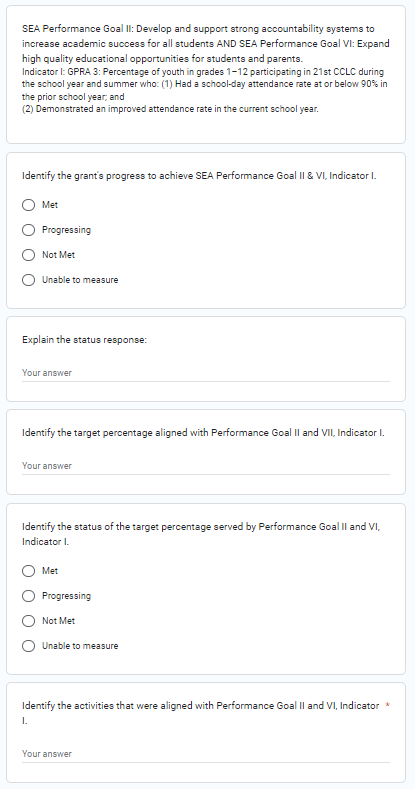 SEA Performance Goal II: Develop and support strong accountability systems to
increase academic success for all students AND SEA Performance Goal VI: Expand
high quality educational opportunities for students and parents.
Indicator I: GPRA 3: Percentage of youth in grades 1–12 participating in 21st CCLC during
the school year and summer who: (1) Had a school-day attendance rate at or below 90% in
the prior school year; and
(2) Demonstrated an improved attendance rate in the current school year.
Identify the grant's progress to achieve SEA Performance Goal II & VI, Indicator I.
Met
Progressing
Not Met
Unable to measure
Explain the status response:
Your answer
Identify the target percentage aligned with Performance Goal II and VII, Indicator I.
Your answer
Identify the status of the target percentage served by Performance Goal II and VI,
Indicator I.
Met
Progressing
Not Met
Unable to measure
Identify the activities that were aligned with Performance Goal II and VI, Indicator *
I.
Your answer